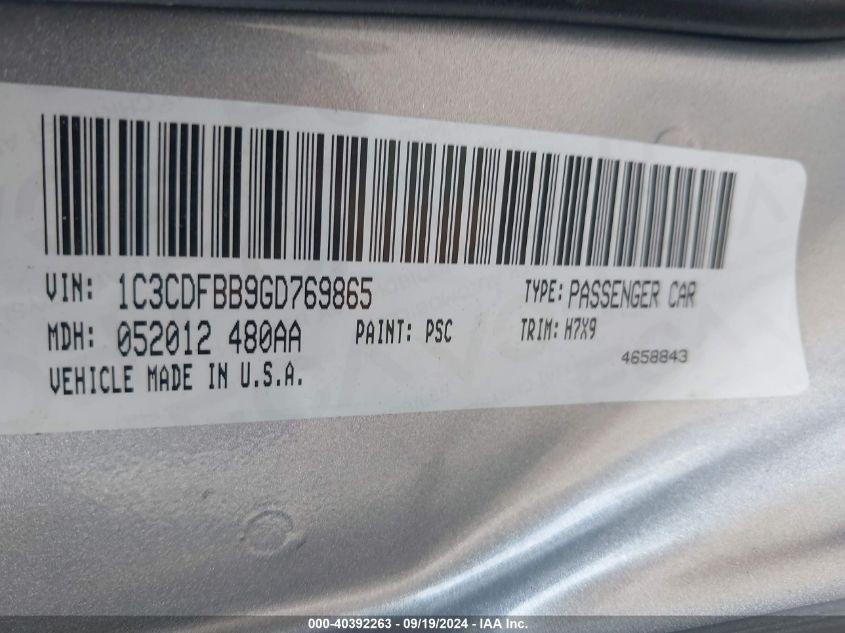 VIN: 1C3CDFBB9GD769865 TYPE: PASSENGER CAR
MDH: 052012 480AA PAINT: PSC TRIM: H7X9
VEHICLE MADE IN U.S.A. 4658843
000-40392263 - 09/19/2024 - IAA Inc.